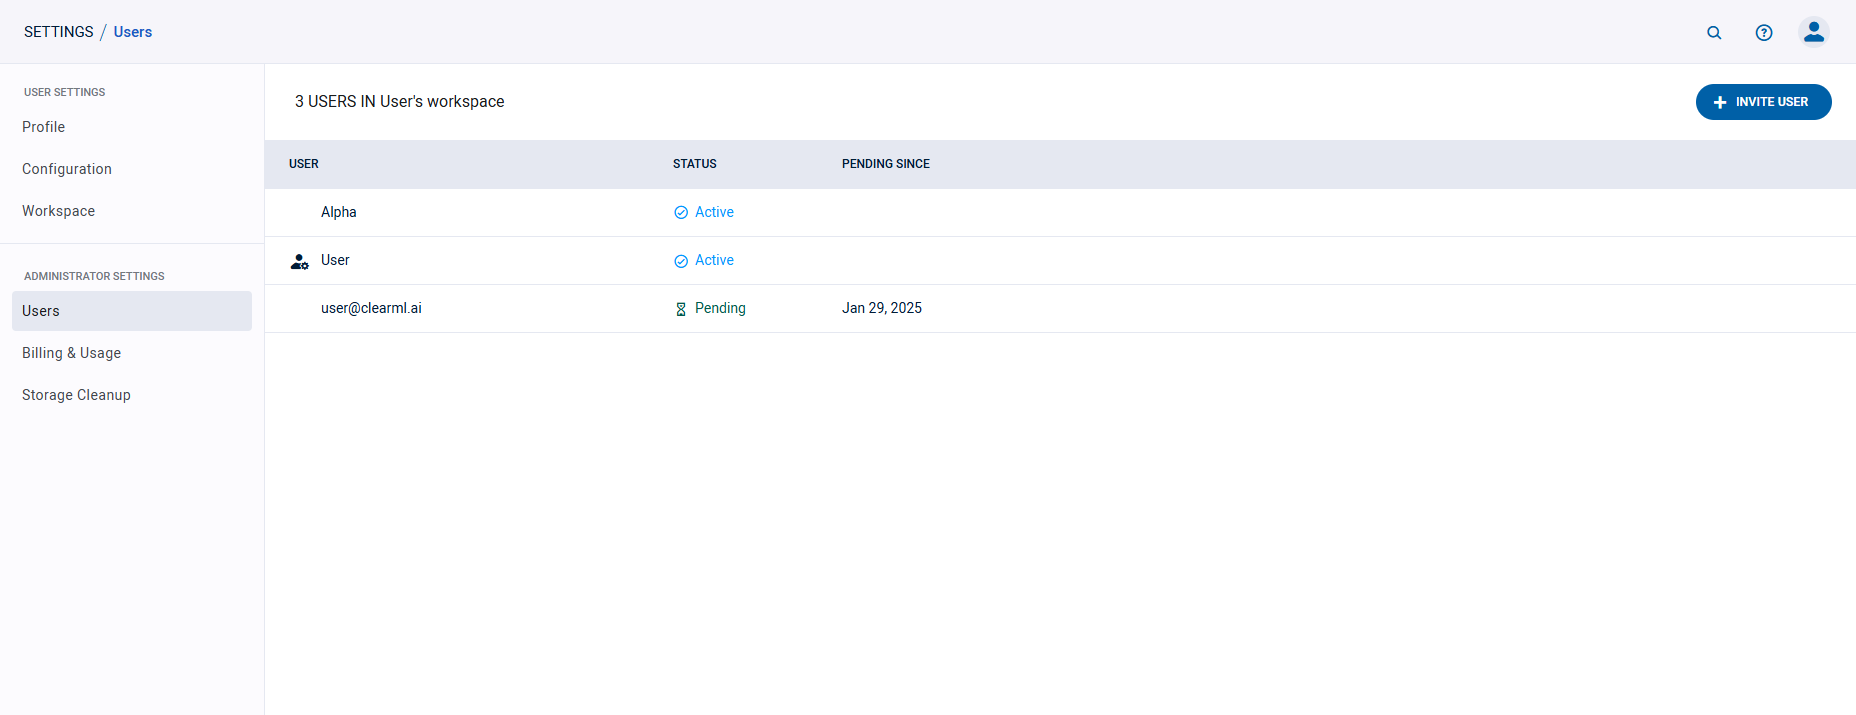 SETTINGS / Users
USER SETTINGS
Profile
Configuration
Workspace
ADMINISTRATOR SETTINGS
Users
Billing & Usage
Storage Cleanup
3 USERS IN User's workspace
INVITE USER
USER STATUS PENDING SINCE
Alpha Active
User Active
user@clearml.ai Pending Jan 29, 2025